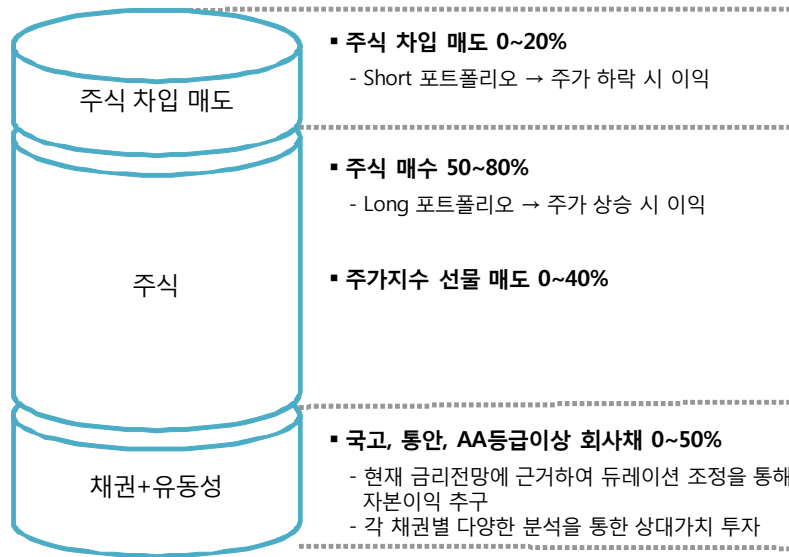 주식 차입 매도
▪ 주식 차입 매도 0~20%
- Short 포트폴리오 → 주가 하락 시 이익
주식
▪ 주식 매수 50~80%
- Long 포트폴리오 → 주가 상승 시 이익
▪ 주가지수 선물 매도 0~40%
채권+유동성
▪ 국고, 통안, AA등급이상 회사채 0~50%
- 현재 금리전망에 근거하여 듀레이션 조정을 통해
자본이익 추구
- 각 채권별 다양한 분석을 통한 상대가치 투자